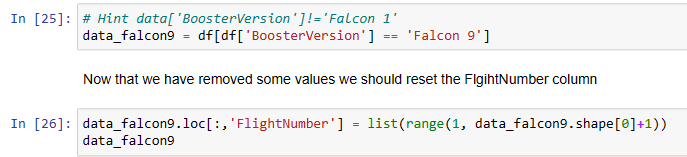 In [25]: # Hint data['BoosterVersion']!='Falcon 1'
data_falcon9 = df[df['BoosterVersion'] == 'Falcon 9']
Now that we have removed some values we should reset the FlgihtNumber column
In [26]: data_falcon9.loc[:,'FlightNumber'] = list(range(1, data_falcon9.shape[0]+1))
data_falcon9